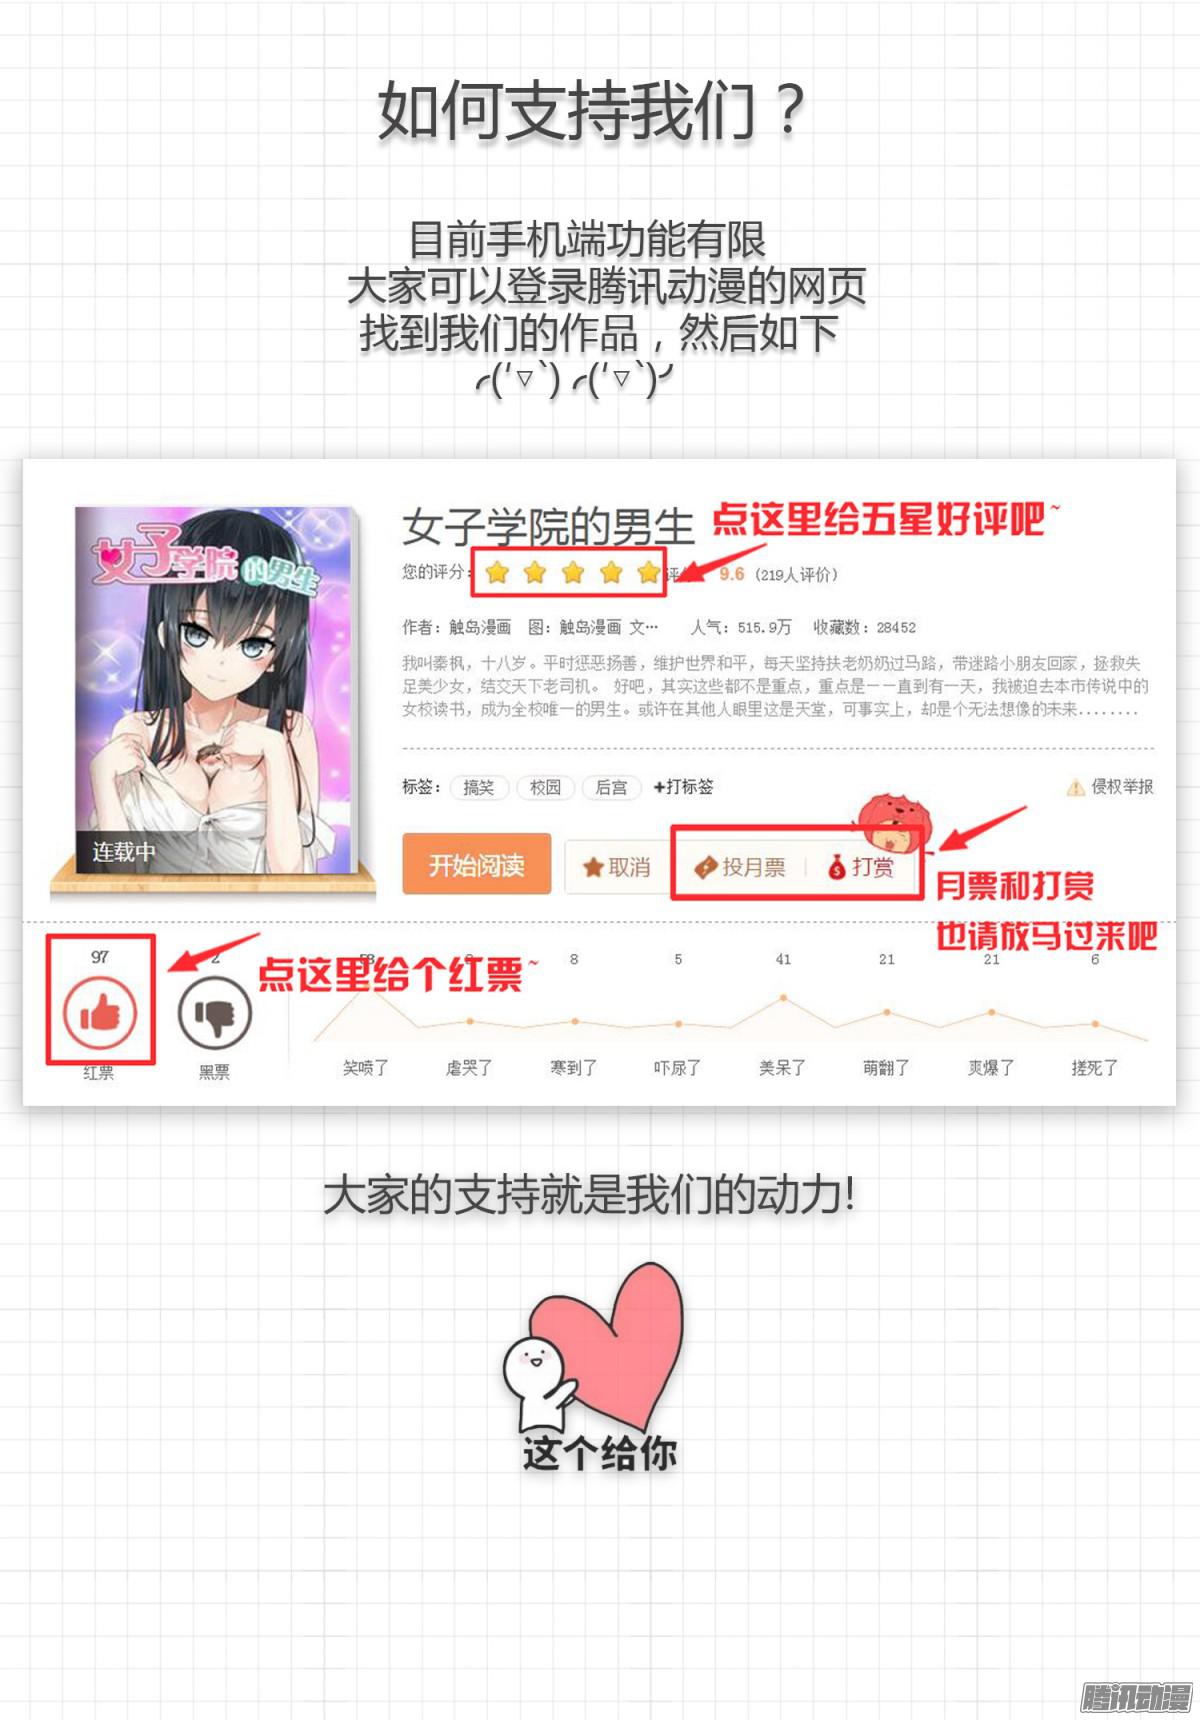 如何支持我们？
目前手机端功能有限
大家可以登录腾讯动漫的网页
找到我们的作品，然后如下
╭(′▽`)╭(′▽`)╯
女子学院的男生
点这里给五星好评吧~
女子学院的男生
您的评分：
9.6 (219人评价)
作者：触岛漫画 图：触岛漫画 文… 人气：515.9万 收藏数：28452
我叫秦枫，十八岁。平时惩恶扬善，维护世界和平，每天坚持扶老奶奶过马路，带迷路小朋友回家，拯救失
足美少女，结交天下老司机。 好吧，其实这些都不是重点，重点是——直到有一天，我被迫去本市传说中的
女校读书，成为全校唯一的男生。或许在其他人眼里这是天堂，可事实上，却是个无法想像的未来........
标签： 搞笑 校园 后宫 +打标签
侵权举报
连载中
开始阅读 取消 投月票 打赏
月票和打赏
也请放马过来吧
97 2
点这里给个红票~
8 5 41 21 21 6
红票 黑票
笑喷了 虐哭了 寒到了 吓尿了 美呆了 萌翻了 爽爆了 搓死了
大家的支持就是我们的动力!
这个给你
腾讯动漫